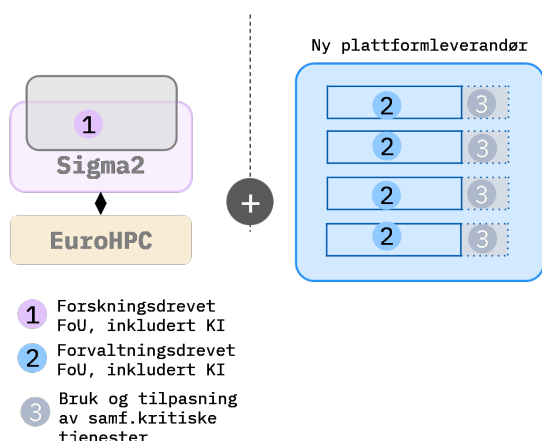 Ny plattformleverandør
1
Sigma2
EuroHPC
+
2 3
2 3
2 3
2 3
1 Forskningsdrevet
FoU, inkludert KI
2 Forvaltningsdrevet
FoU, inkludert KI
3 Bruk og tilpasning
av samf.kritiske
tjenester